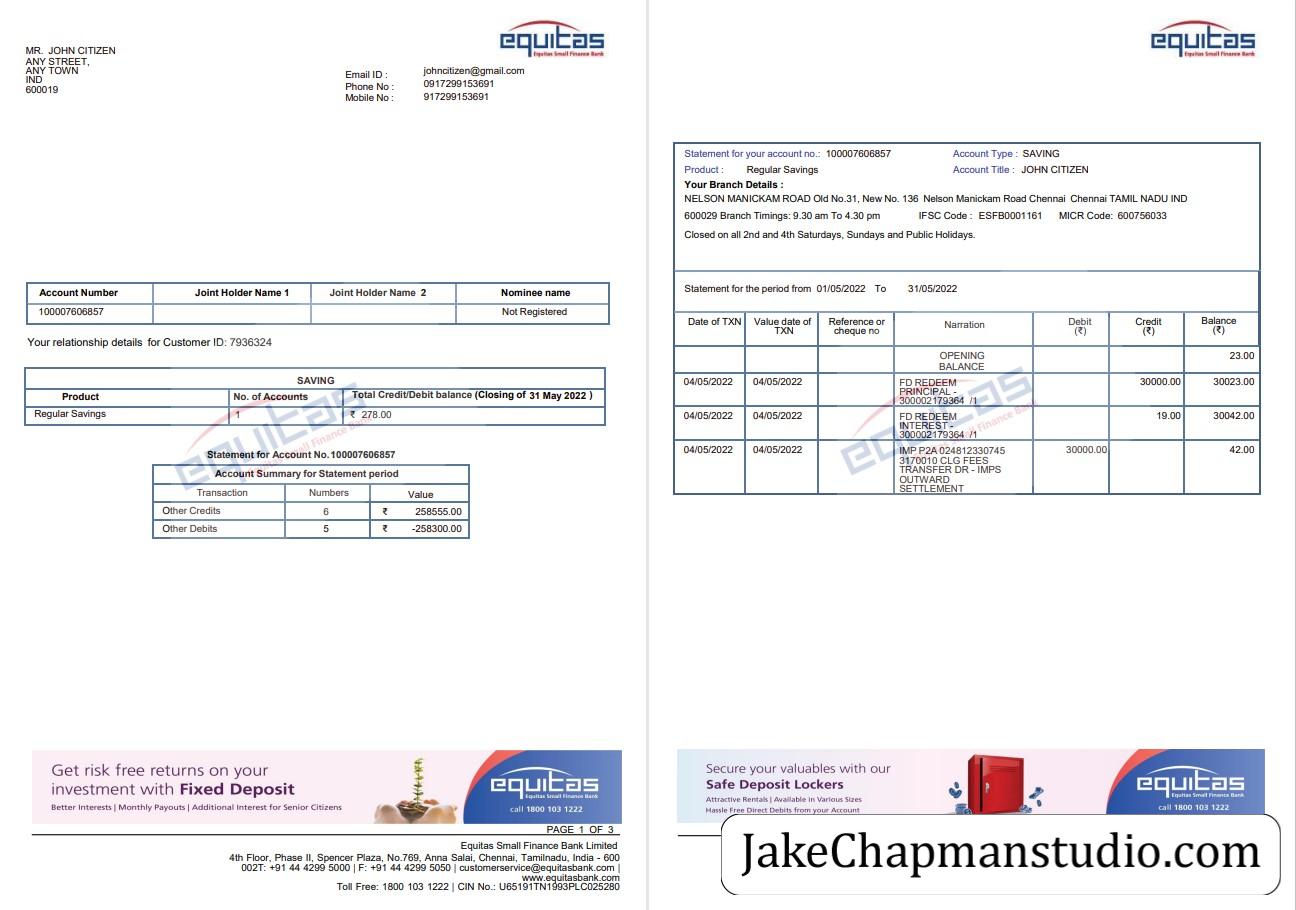 equitas
Equitas Small Finance Bank
MR. JOHN CITIZEN
ANY STREET,
ANY TOWN
IND
600019
Email ID : johncitizen@gmail.com
Phone No : 0917299153691
Mobile No : 917299153691
Account Number Joint Holder Name 1 Joint Holder Name 2 Nominee name
100007606857 Not Registered
Your relationship details for Customer ID: 7936324
SAVING
Product No. of Accounts Total Credit/Debit balance (Closing of 31 May 2022 )
Regular Savings 1 ₹ 278.00
equitas
Equitas Small Finance Bank
Statement for Account No.100007606857
Account Summary for Statement period
Transaction Numbers Value
Other Credits 6 ₹ 258555.00
Other Debits 5 ₹ -258300.00
Get risk free returns on your
investment with Fixed Deposit
Better Interests | Monthly Payouts | Additional Interest for Senior Citizens
equitas
Equitas Small Finance Bank
call 1800 103 1222
PAGE 1 OF 3
Equitas Small Finance Bank Limited
4th Floor, Phase II, Spencer Plaza, No.769, Anna Salai, Chennai, Tamilnadu, India - 600
002T: +91 44 4299 5000 | F: +91 44 4299 5050 | customerservice@equitasbank.com |
www.equitasbank.com
Toll Free: 1800 103 1222 | CIN No.: U65191TN1993PLC025280
equitas
Equitas Small Finance Bank
Statement for your account no.: 100007606857 Account Type : SAVING
Product : Regular Savings Account Title : JOHN CITIZEN
Your Branch Details :
NELSON MANICKAM ROAD Old No.31, New No. 136 Nelson Manickam Road Chennai Chennai TAMIL NADU IND
600029 Branch Timings: 9.30 am To 4.30 pm IFSC Code : ESFB0001161 MICR Code: 600756033
Closed on all 2nd and 4th Saturdays, Sundays and Public Holidays.
Statement for the period from 01/05/2022 To 31/05/2022
Date of TXN Value date of TXN Reference or cheque no Narration Debit (₹) Credit (₹) Balance (₹)
OPENING BALANCE 23.00
04/05/2022 04/05/2022 FD REDEEM 30000.00 30023.00
PRINCIPAL -
300002179364 /1
04/05/2022 04/05/2022 FD REDEEM 19.00 30042.00
INTEREST -
300002179364 /1
04/05/2022 04/05/2022 IMP P2A 024812330745 30000.00 42.00
3170010 CLG FEES
TRANSFER DR - IMPS
OUTWARD
SETTLEMENT
equitas
Equitas Small Finance Bank
Secure your valuables with our
Safe Deposit Lockers
Attractive Rentals | Available in Various Sizes
Hassle Free Direct Debits from your Account
equitas
Equitas Small Finance Bank
call 1800 103 1222
JakeChapmanstudio.com